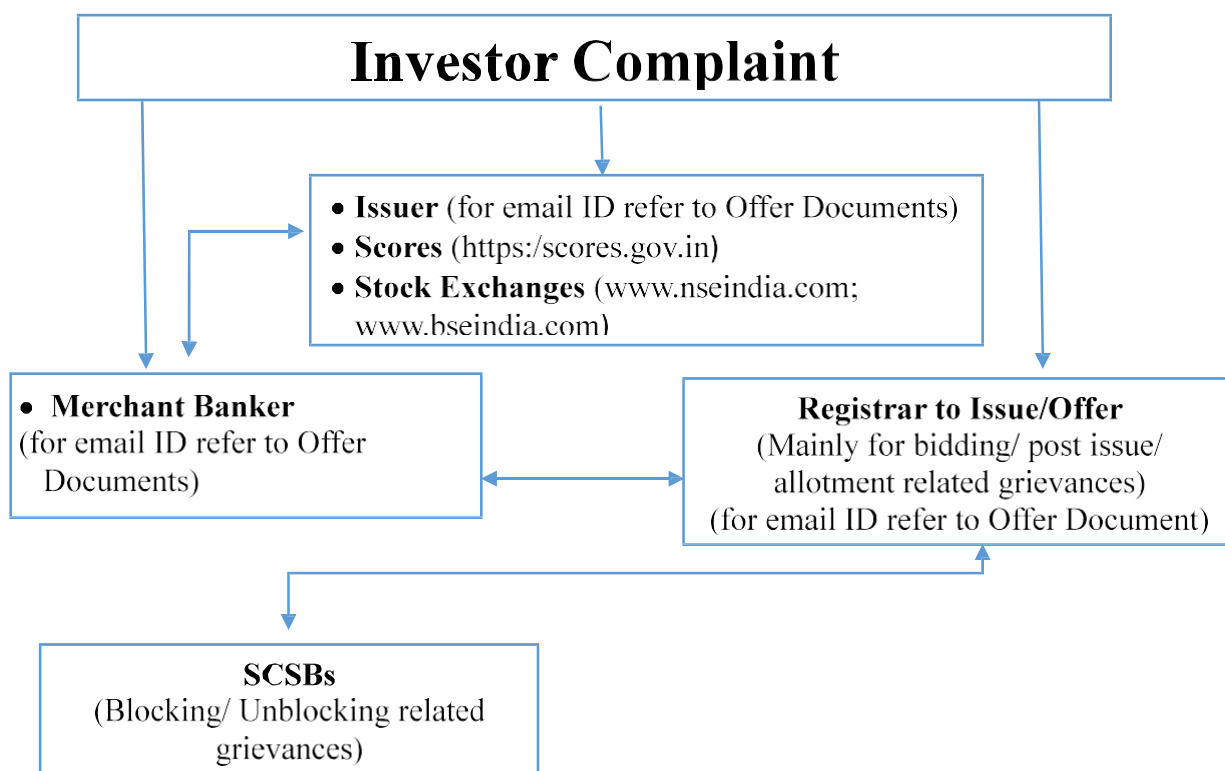 Investor Complaint
• Issuer (for email ID refer to Offer Documents)
• Scores (https:/scores.gov.in)
• Stock Exchanges (www.nseindia.com;
www.bseindia.com)
• Merchant Banker
(for email ID refer to Offer
Documents)
Registrar to Issue/Offer
(Mainly for bidding/ post issue/
allotment related grievances)
(for email ID refer to Offer Document)
SCSBs
(Blocking/ Unblocking related
grievances)